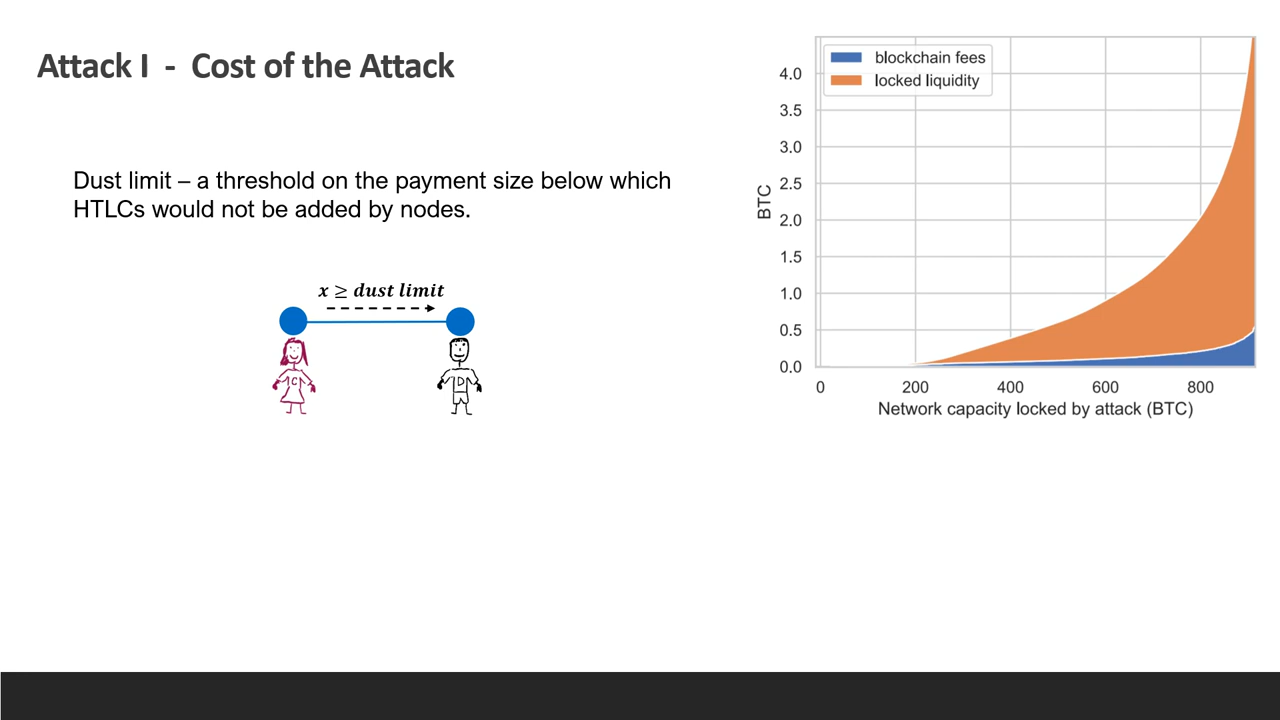 Attack I - Cost of the Attack
Dust limit – a threshold on the payment size below which
HTLCs would not be added by nodes.
x ≥ dust limit
C
D
blockchain fees
locked liquidity
BTC
4.0
3.5
3.0
2.5
2.0
1.5
1.0
0.5
0.0
0 200 400 600 800
Network capacity locked by attack (BTC)